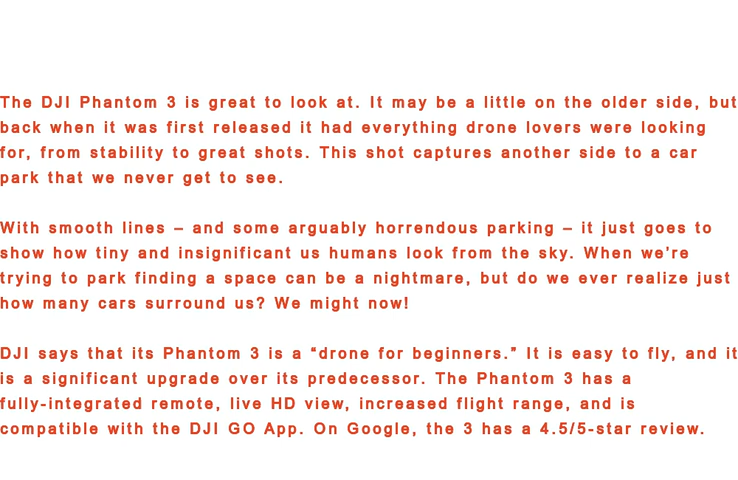 The DJI Phantom 3 is great to look at. It may be a little on the older side, but
back when it was first released it had everything drone lovers were looking
for, from stability to great shots. This shot captures another side to a car
park that we never get to see.
With smooth lines – and some arguably horrendous parking – it just goes to
show how tiny and insignificant us humans look from the sky. When we're
trying to park finding a space can be a nightmare, but do we ever realize just
how many cars surround us? We might now!
DJI says that its Phantom 3 is a “drone for beginners.” It is easy to fly, and it
is a significant upgrade over its predecessor. The Phantom 3 has a
fully-integrated remote, live HD view, increased flight range, and is
compatible with the DJI GO App. On Google, the 3 has a 4.5/5-star review.